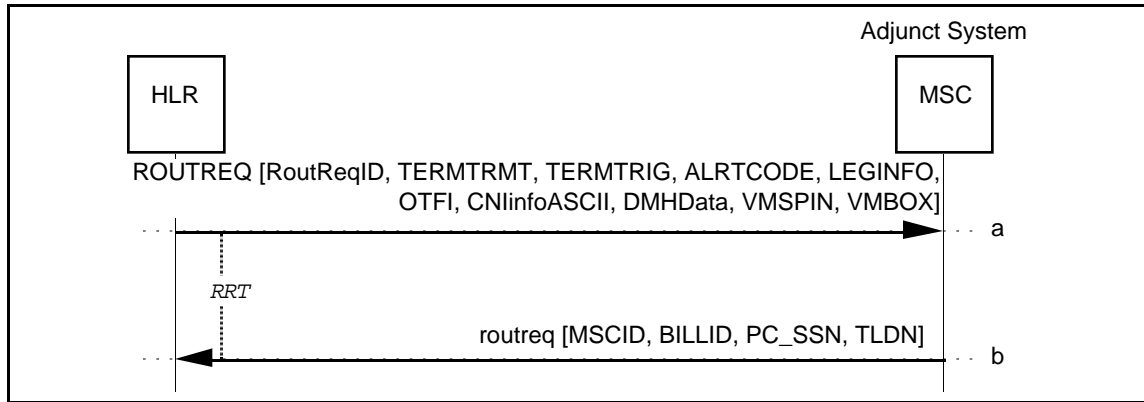 Adjunct System
HLR
MSC
ROUTREQ [RoutReqID, TERMTRMT, TERMTRIG, ALRTCODE, LEGINFO,
OTFI, CNIinfoASCII, DMHData, VMSPIN, VMBOX]
a
RRT
routreq [MSCID, BILLID, PC_SSN, TLDN]
b